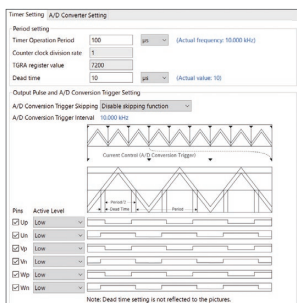 Timer Setting A/D Converter Setting
Period setting
Timer Operation Period 100 µs (Actual frequency: 10.000 kHz)
Counter clock division rate 1
TGRA register value 7200
Dead time 10 µs (Actual value: 10)
Output Pulse and A/D Conversion Trigger Setting
A/D Conversion Trigger Skipping Disable skipping function
A/D Conversion Trigger Interval 10.000 kHz
Current Control (A/D Conversion Trigger)
Period/2
Dead Time Period
Pins Active Level
Up Low
Un Low
Vp Low
Vn Low
Wp Low
Wn Low
Note: Dead time setting is not reflected to the pictures.